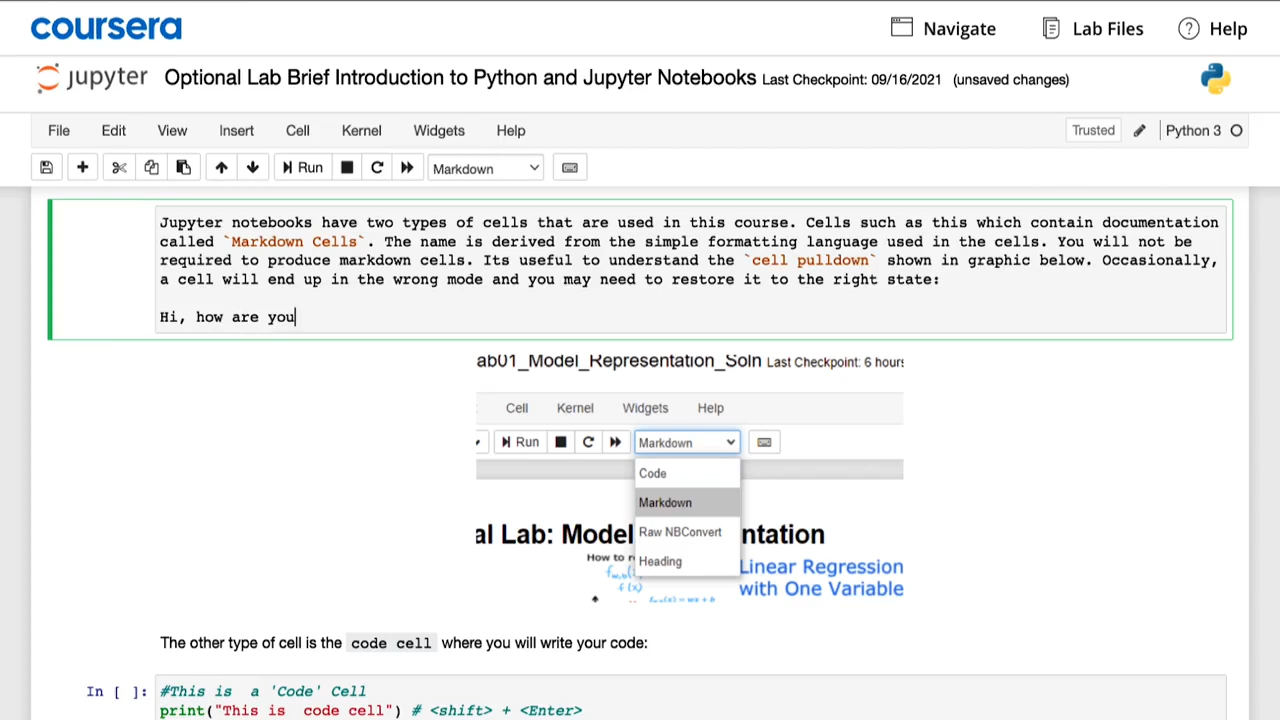 coursera
Navigate
Lab Files
Help
jupyter Optional Lab Brief Introduction to Python and Jupyter Notebooks Last Checkpoint: 09/16/2021 (unsaved changes)
File Edit View Insert Cell Kernel Widgets Help
Trusted
Python 3
Run
Markdown
Jupyter notebooks have two types of cells that are used in this course. Cells such as this which contain documentation
called `Markdown Cells`. The name is derived from the simple formatting language used in the cells. You will not be
required to produce markdown cells. Its useful to understand the `cell pulldown` shown in graphic below. Occasionally,
a cell will end up in the wrong mode and you may need to restore it to the right state:
Hi, how are you
ab01_Model_Representation_Soln Last Checkpoint: 6 hours
Cell Kernel Widgets Help
Run
Markdown
Code
Markdown
Raw NBConvert
Heading
al Lab: Model
ntation
How to r
Linear Regression
with One Variable
f(x)
The other type of cell is the code cell where you will write your code:
In [ ]: #This is  a 'Code' Cell
print("This is  code cell") # <shift> + <Enter>